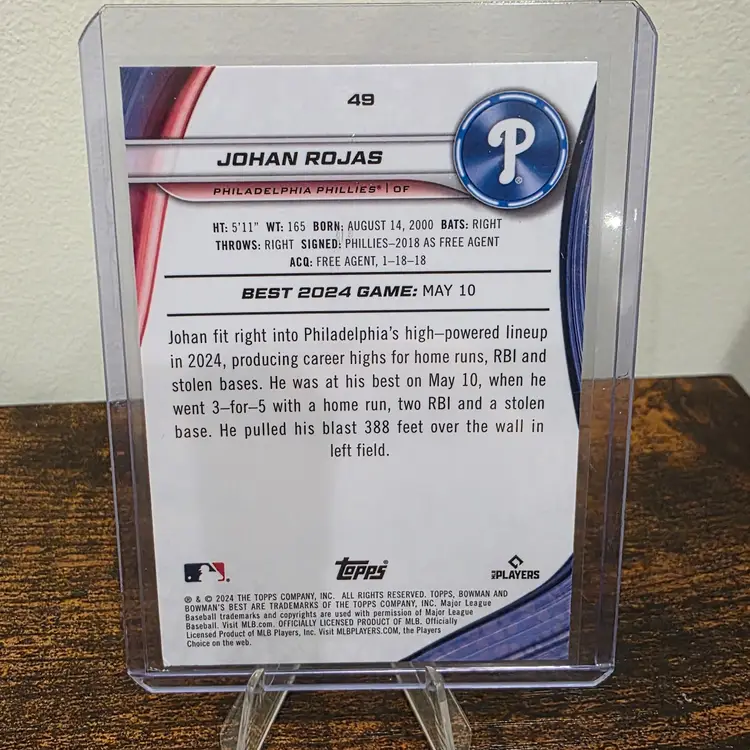 49
P
JOHAN ROJAS
PHILADELPHIA PHILLIES® | OF
HT: 5'11" WT: 165 BORN: AUGUST 14, 2000 BATS: RIGHT
THROWS: RIGHT SIGNED: PHILLIES–2018 AS FREE AGENT
ACQ: FREE AGENT, 1–18–18
BEST 2024 GAME: MAY 10
Johan fit right into Philadelphia's high–powered lineup
in 2024, producing career highs for home runs, RBI and
stolen bases. He was at his best on May 10, when he
went 3–for–5 with a home run, two RBI and a stolen
base. He pulled his blast 388 feet over the wall in
left field.
Topps®
MLB PLAYERS
® & © 2024 THE TOPPS COMPANY, INC. ALL RIGHTS RESERVED. TOPPS, BOWMAN AND
BOWMAN'S BEST ARE TRADEMARKS OF THE TOPPS COMPANY, INC. Major League
Baseball trademarks and copyrights are used with permission of Major League
Baseball. Visit MLB.com. OFFICIALLY LICENSED PRODUCT OF MLB. Officially
Licensed Product of MLB Players, Inc. Visit MLBPLAYERS.COM, the Players
Choice on the web.